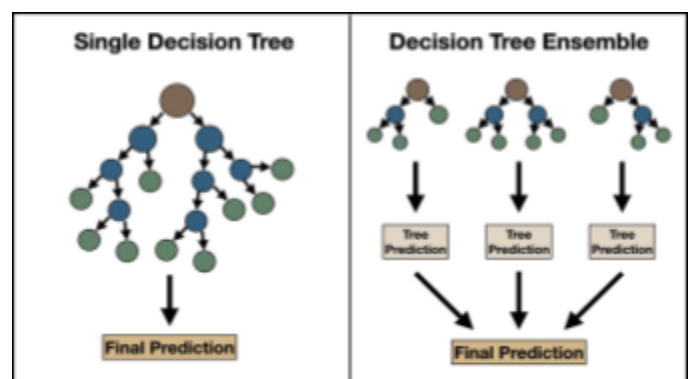 Single Decision Tree
Final Prediction
Decision Tree Ensemble
Tree
Prediction
Tree
Prediction
Tree
Prediction
Final Prediction